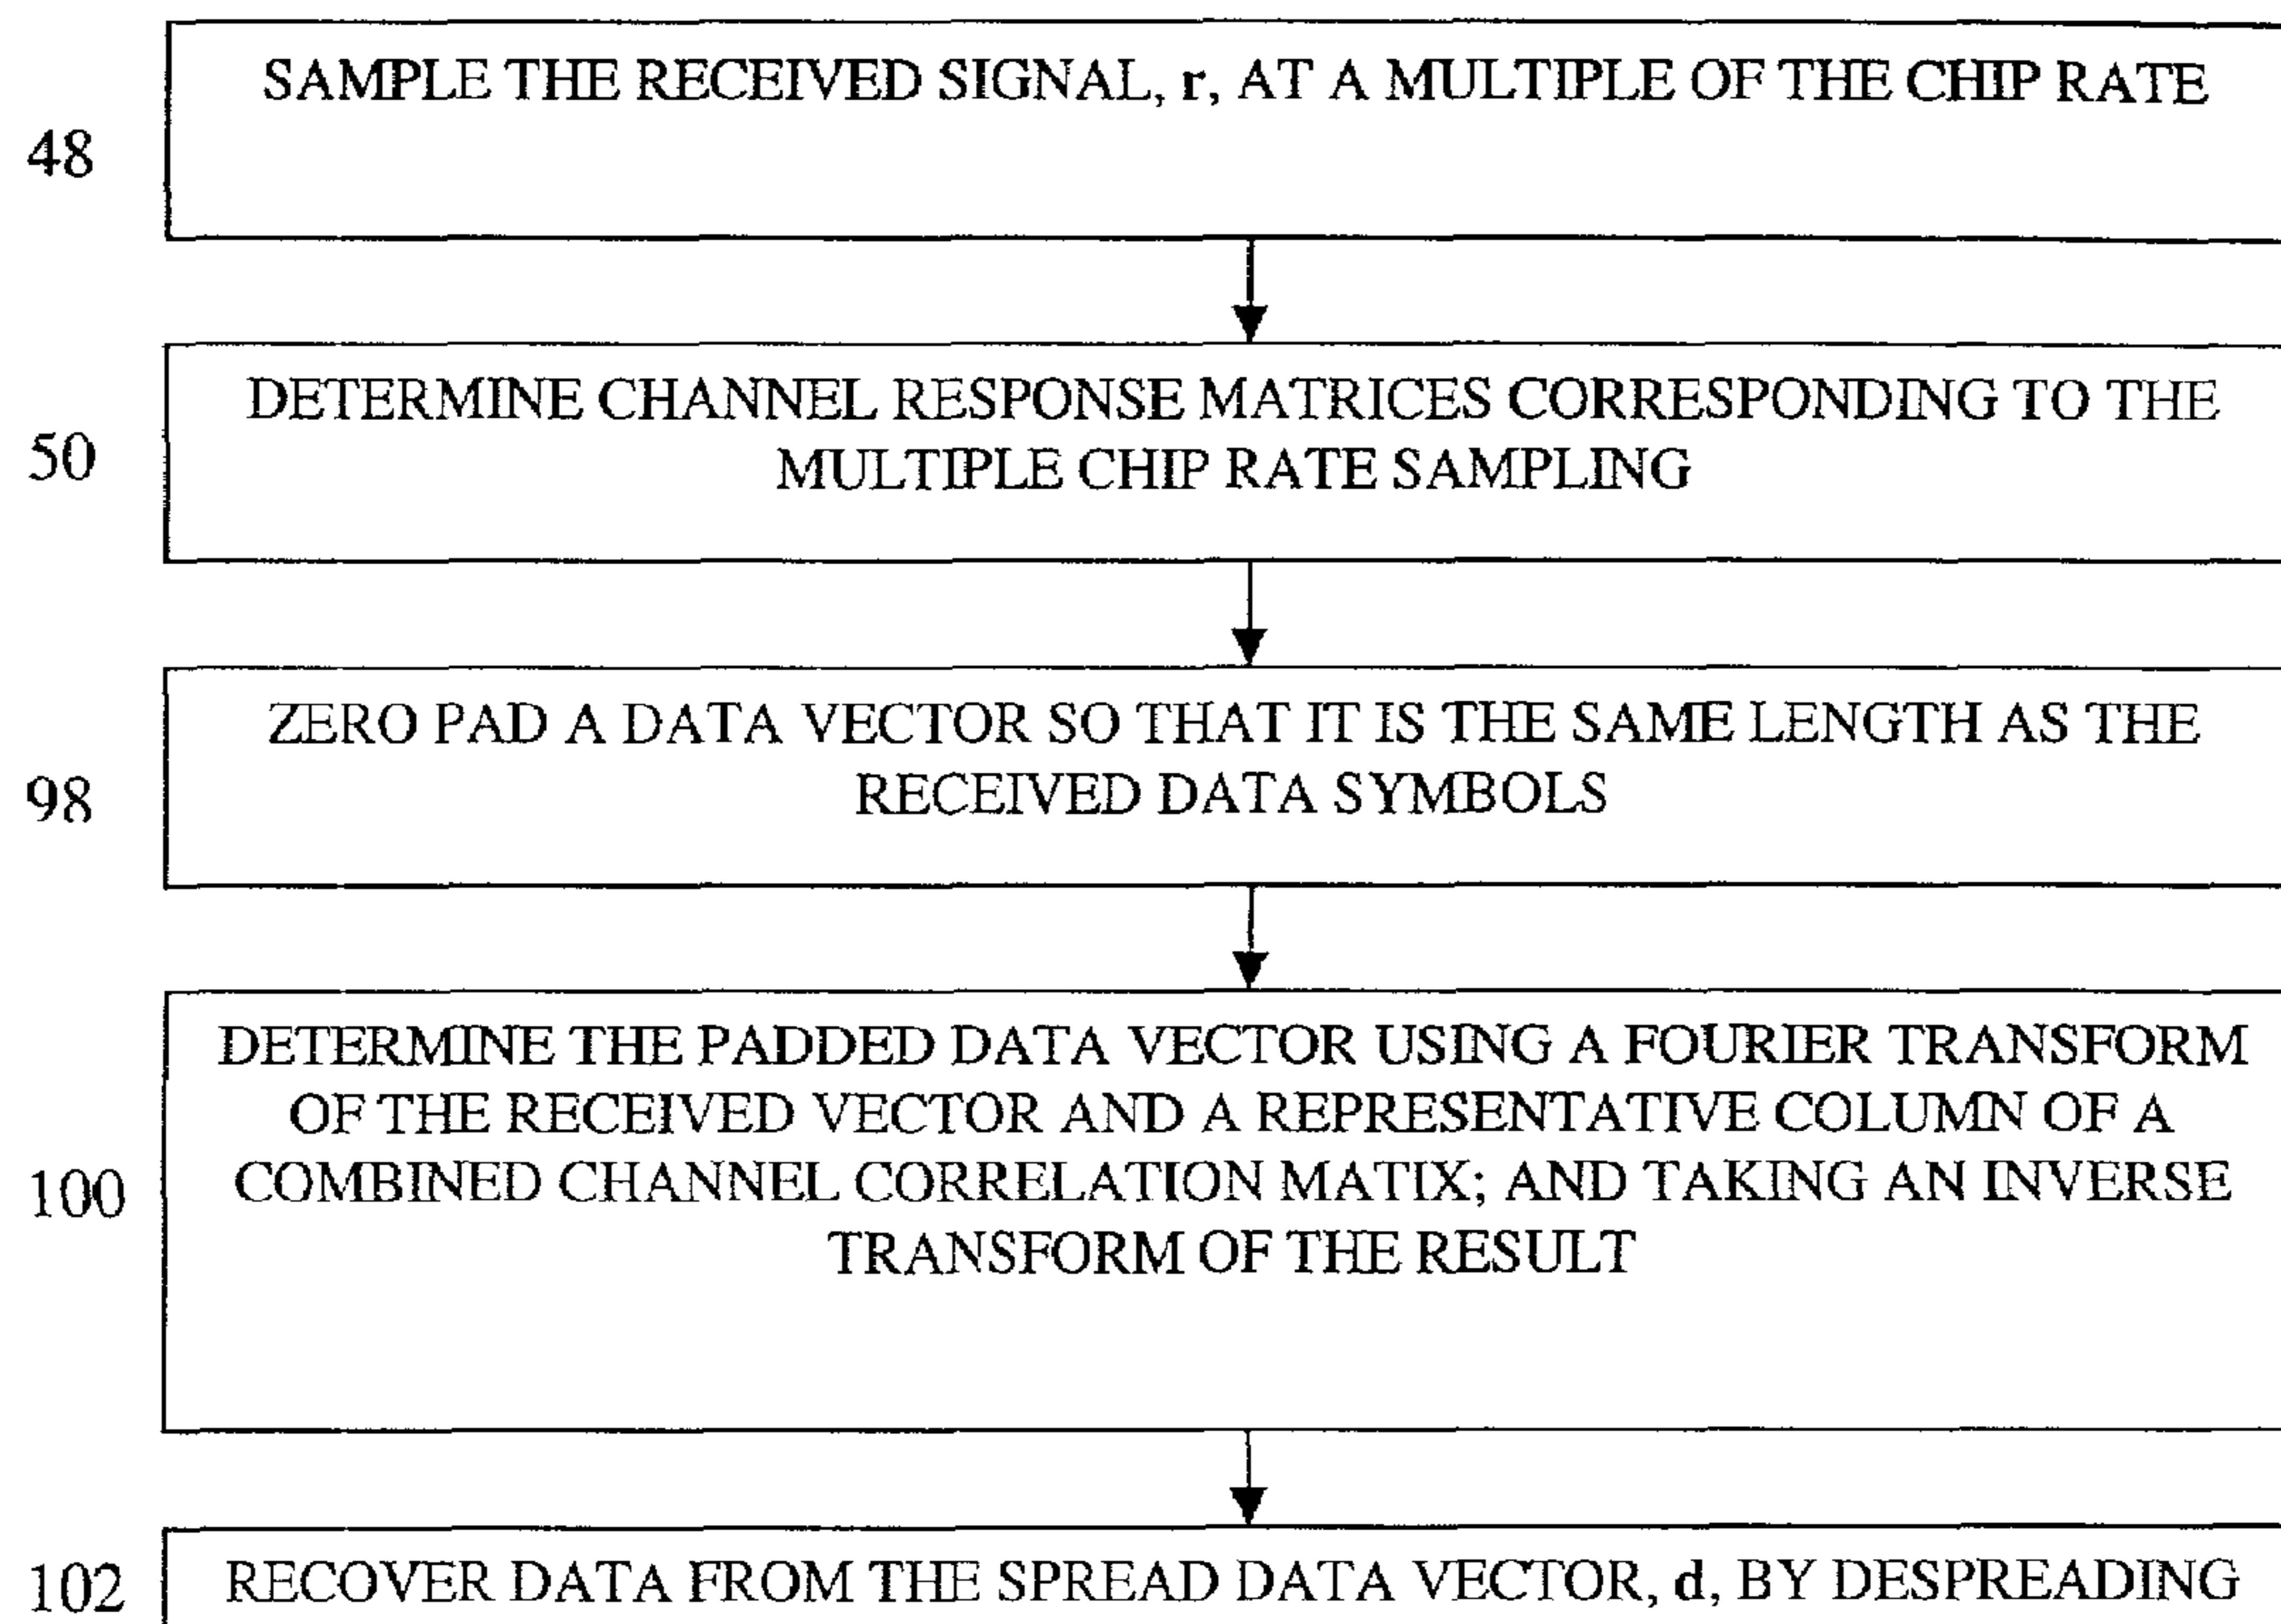 SAMPLE THE RECEIVED SIGNAL, r, AT A MULTIPLE OF THE CHIP RATE
48
DETERMINE CHANNEL RESPONSE MATRICES CORRESPONDING TO THE
50
MULTIPLE CHIP RATE SAMPLING
ZERO PAD A DATA VECTOR SO THAT IT IS THE SAME LENGTH AS THE
98
RECEIVED DATA SYMBOLS
DETERMINE THE PADDED DATA VECTOR USING A FOURIER TRANSFORM
OF THE RECEIVED VECTOR AND A REPRESENTATIVE COLUMN OF A
100
COMBINED CHANNEL CORRELATION MATIX; AND TAKING AN INVERSE
TRANSFORM OF THE RESULT
102
RECOVER DATA FROM THE SPREAD DATA VECTOR, d, BY DESPREADING